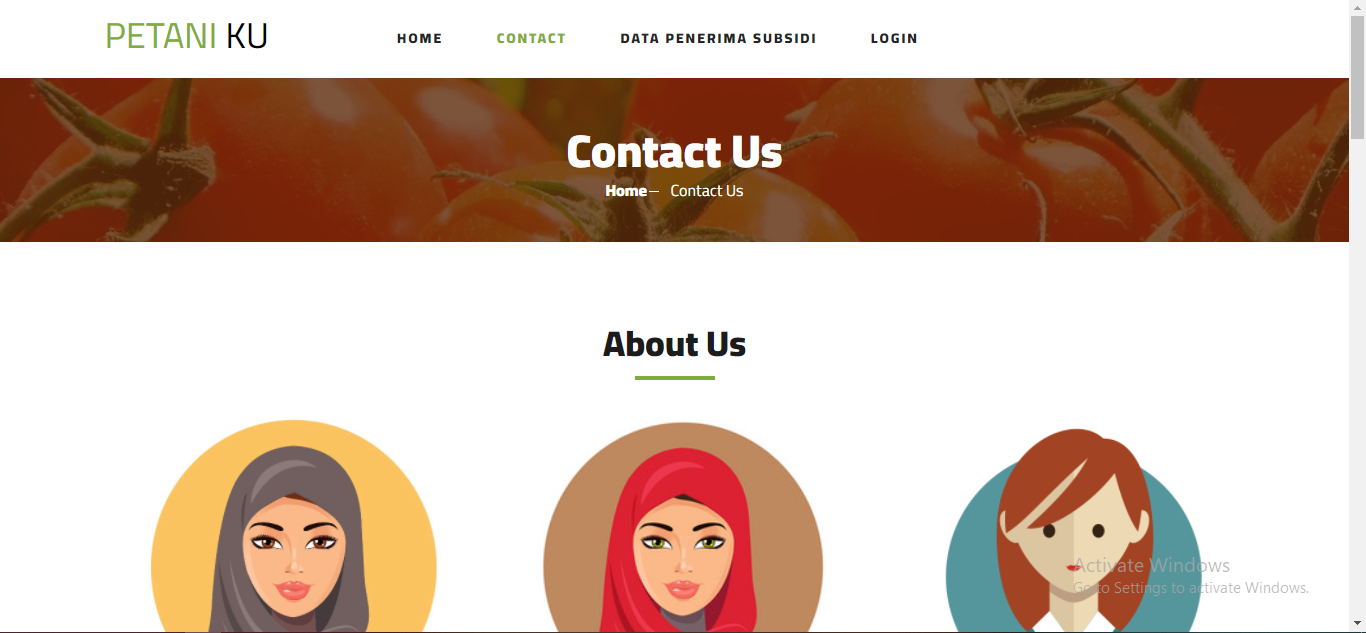 PETANI KU
HOME CONTACT DATA PENERIMA SUBSIDI LOGIN
Contact Us
Home — Contact Us
About Us
Activate Windows
Go to Settings to activate Windows.